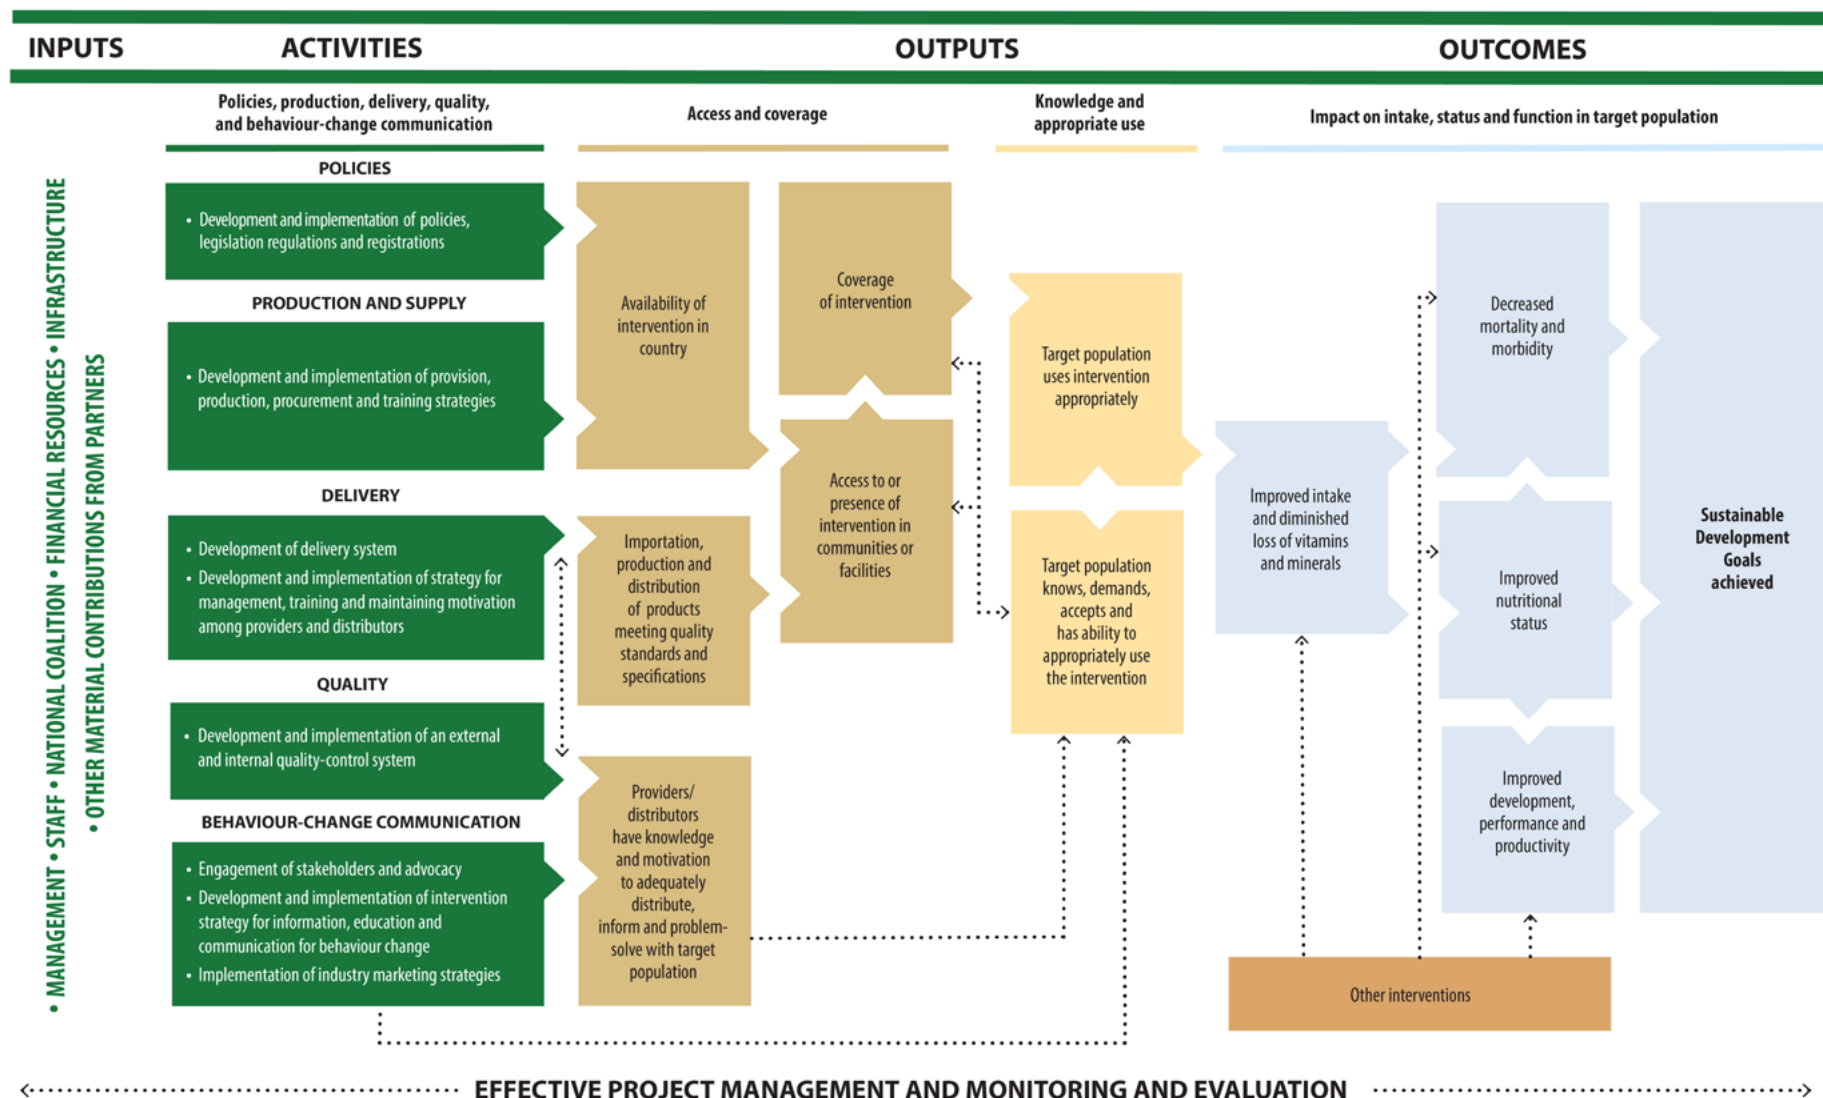 INPUTS
ACTIVITIES
OUTPUTS
OUTCOMES
Policies, production, delivery, quality,
and behaviour-change communication
Access and coverage
Knowledge and
appropriate use
Impact on intake, status and function in target population
• MANAGEMENT • STAFF • NATIONAL COALITION • FINANCIAL RESOURCES • INFRASTRUCTURE
• OTHER MATERIAL CONTRIBUTIONS FROM PARTNERS
POLICIES
• Development and implementation of policies,
legislation regulations and registrations
PRODUCTION AND SUPPLY
• Development and implementation of provision,
production, procurement and training strategies
DELIVERY
• Development of delivery system
• Development and implementation of strategy for
management, training and maintaining motivation
among providers and distributors
QUALITY
• Development and implementation of an external
and internal quality-control system
BEHAVIOUR-CHANGE COMMUNICATION
• Engagement of stakeholders and advocacy
• Development and implementation of intervention
strategy for information, education and
communication for behaviour change
• Implementation of industry marketing strategies
Availability of
intervention in
country
Importation,
production and
distribution
of products
meeting quality
standards and
specifications
Providers/
distributors
have knowledge
and motivation
to adequately
distribute,
inform and problem-
solve with target
population
Coverage
of intervention
Access to or
presence of
intervention in
communities or
facilities
Target population
uses intervention
appropriately
Target population
knows, demands,
accepts and
has ability to
appropriately use
the intervention
Improved intake
and diminished
loss of vitamins
and minerals
Decreased
mortality and
morbidity
Improved
nutritional
status
Improved
development,
performance and
productivity
Sustainable
Development
Goals
achieved
Other interventions
EFFECTIVE PROJECT MANAGEMENT AND MONITORING AND EVALUATION